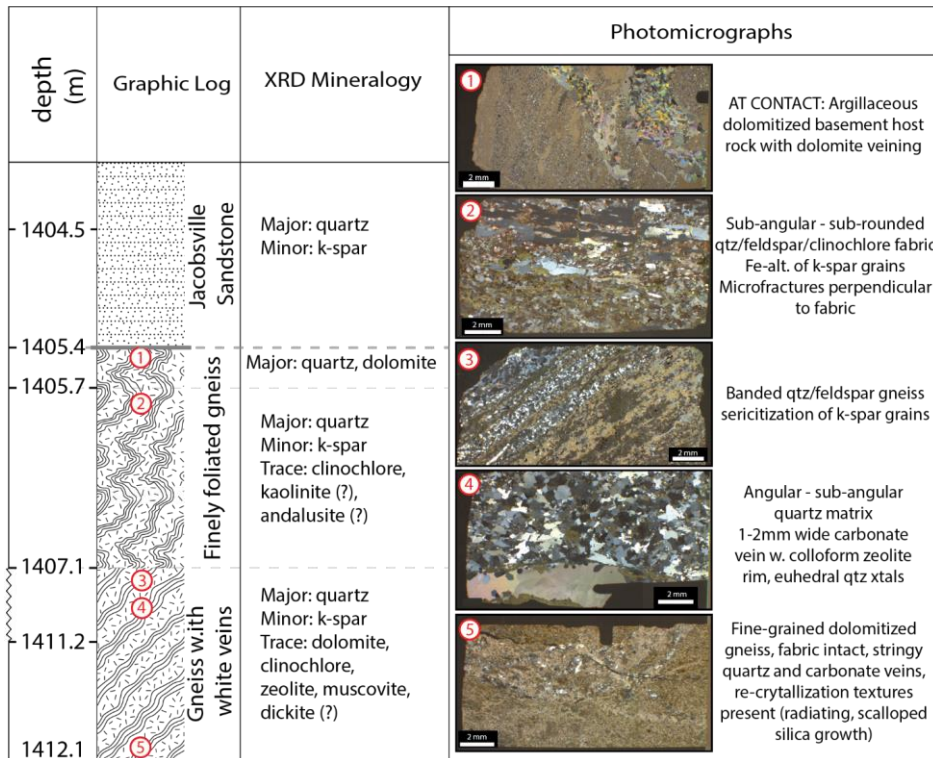 depth
(m)
Graphic Log
XRD Mineralogy
Photomicrographs
1404.5
1405.4
1405.7
1407.1
1411.2
1412.1
Jacobsville
Sandstone
Finely foliated gneiss
Gneiss w.ith
white veins
1
2
3
4
5
Major: quartz
Minor: k-spar
Major: quartz, dolomite
Major: quartz
Minor: k-spar
Trace: clinochlore,
kaolinite (?),
andalusite (?)
Major: quartz
Minor: k-spar
Trace: dolomite,
clinochlore,
zeolite, muscovite,
dickite (?)
1
2 mm
AT CONTACT: Argillaceous
dolomitized basement host
rock with dolomite veining
2
2 mm
Sub-angular - sub-rounded
qtz/feldspar/clinochlore fabric
Fe-alt. of k-spar grains
Microfractures perpendicular
to fabric
3
2 mm
Banded qtz/feldspar gneiss
sericitization of k-spar grains
4
2 mm
Angular - sub-angular
quartz matrix
1-2mm wide carbonate
vein w. colloform zeolite
rim, euhedral qtz xtals
5
2 mm
Fine-grained dolomitized
gneiss, fabric intact, stringy
quartz and carbonate veins,
re-crytallization textures
present (radiating, scalloped
silica growth)